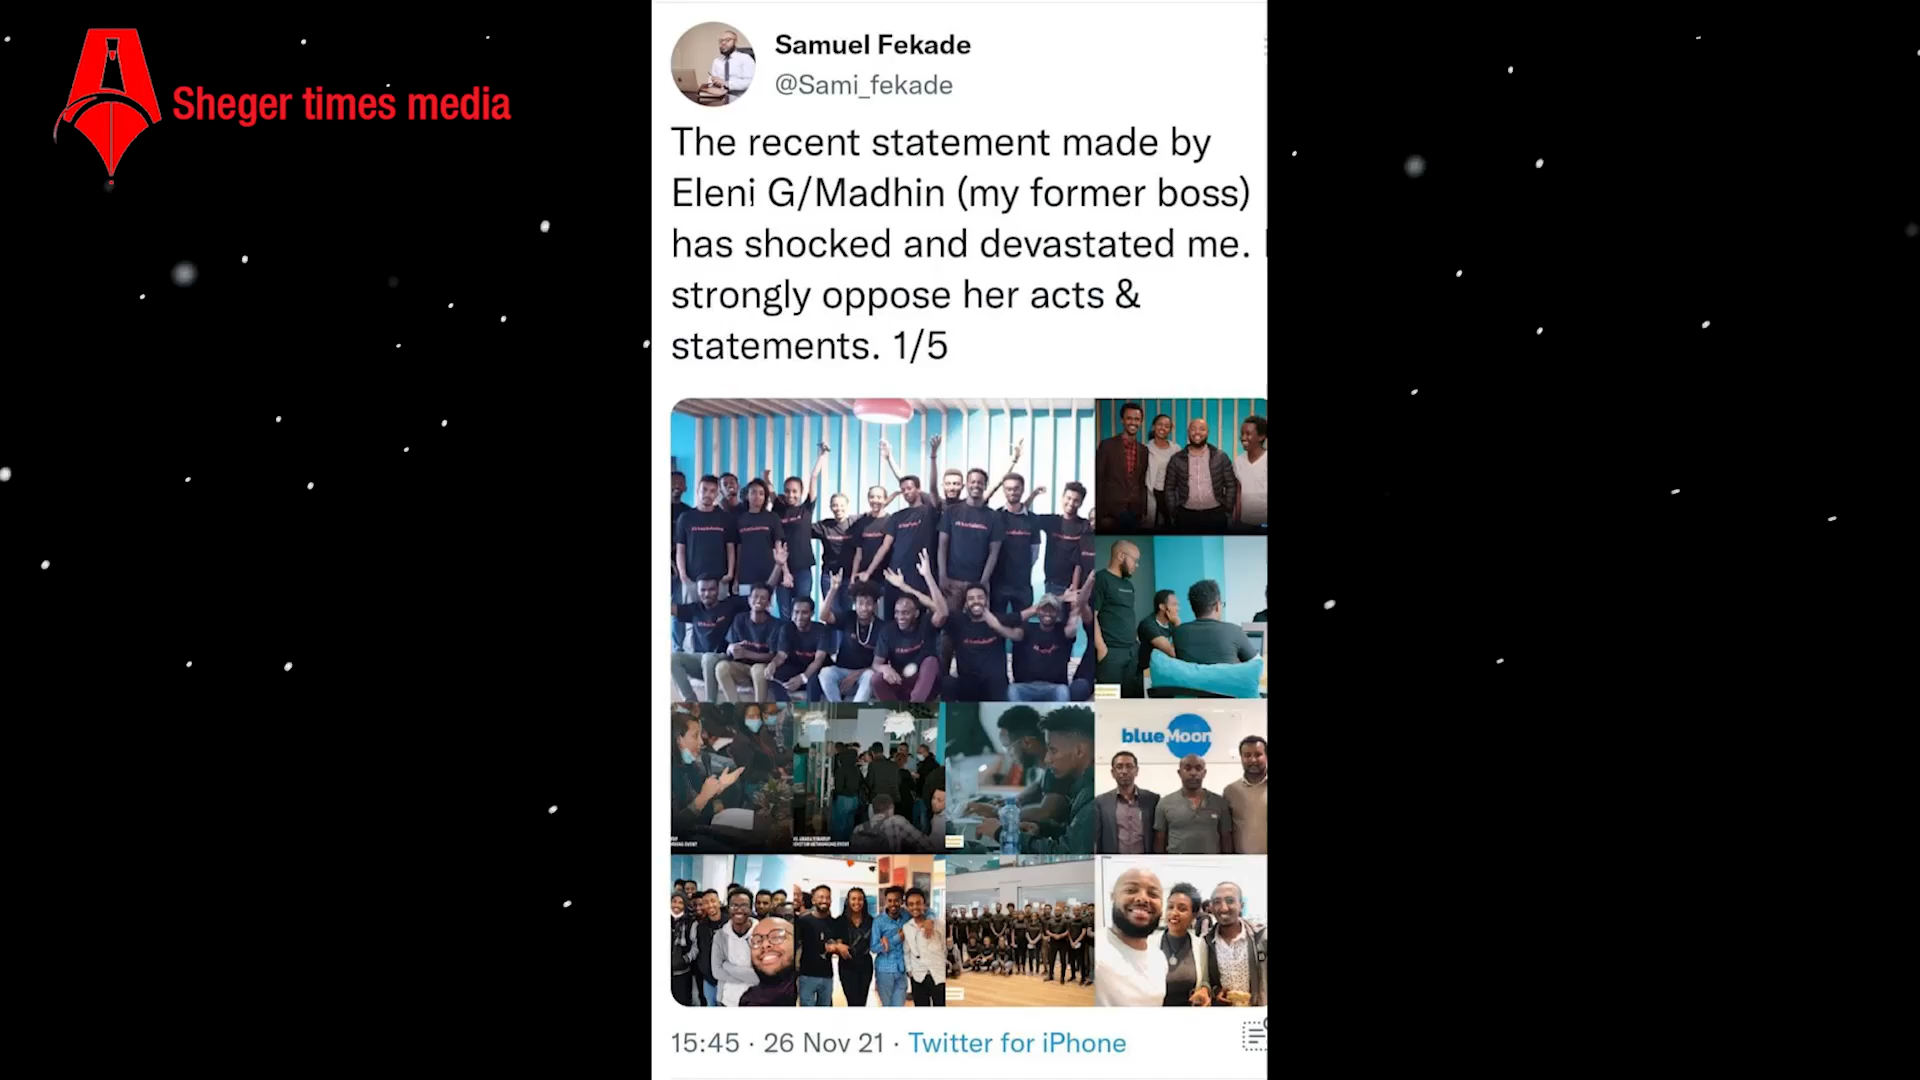 Sheger times media
Samuel Fekade
@Sami_fekade
The recent statement made by
Eleni G/Madhin (my former boss)
has shocked and devastated me.
strongly oppose her acts &
statements. 1/5
blueMoon
15:45 · 26 Nov 21 · Twitter for iPhone